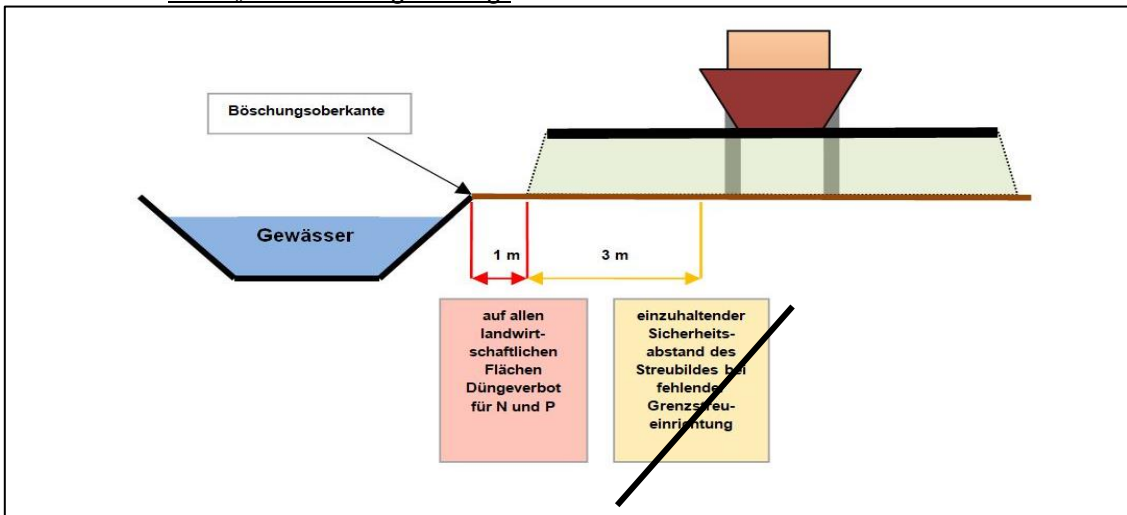 Böschungsoberkante
Gewässer
1 m
3 m
auf allen
landwirt-
schaftlichen
Flächen
Düngeverbot
für N und P
einzuhaltender
Sicherheits-
abstand des
Streubildes bei
fehlender
Grenzstreu-
einrichtung